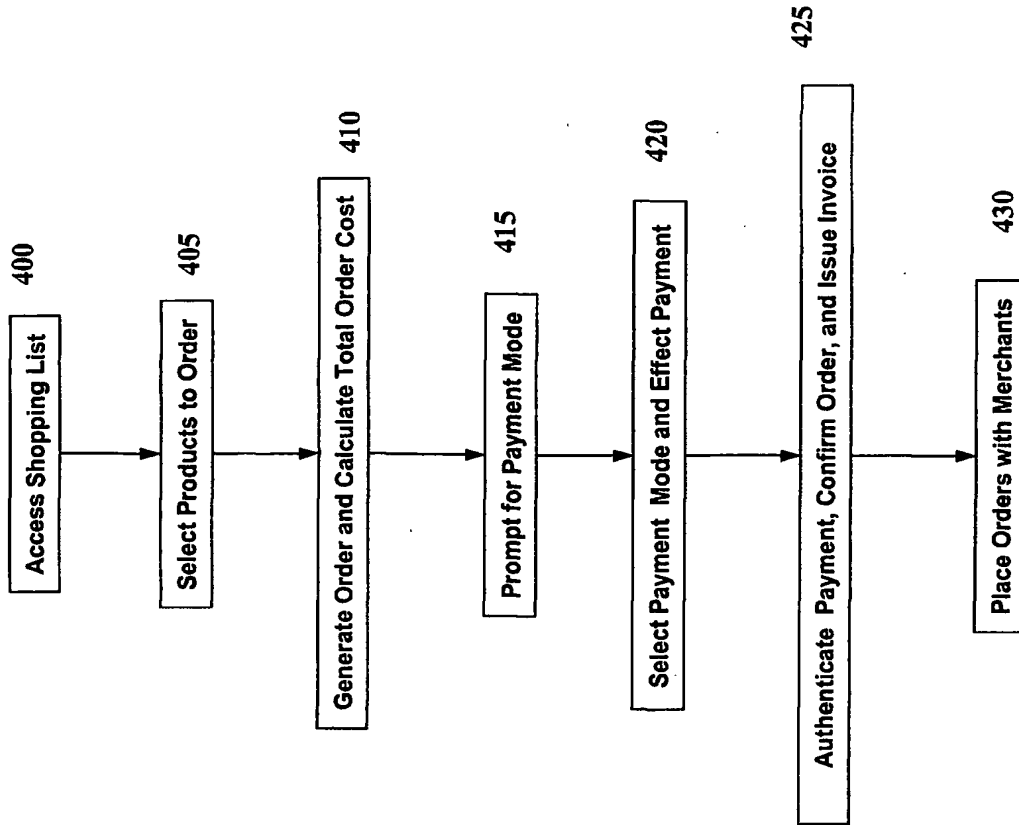 Access Shopping List
400
Select Products to Order
405
Generate Order and Calculate Total Order Cost
410
Prompt for Payment Mode
415
Select Payment Mode and Effect Payment
420
Authenticate Payment, Confirm Order, and Issue Invoice
425
Place Orders with Merchants
430